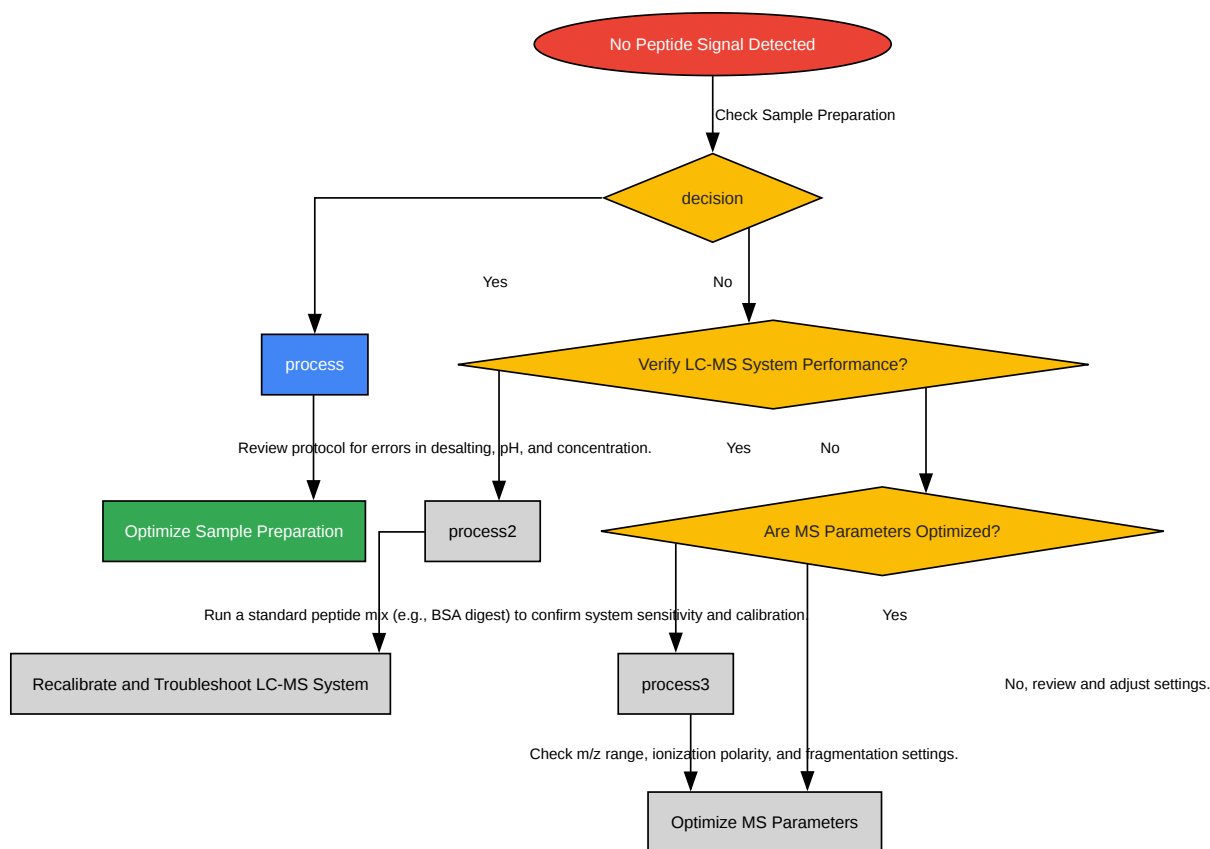 No Peptide Signal Detected
Check Sample Preparation
decision
Yes
No
process
Verify LC-MS System Performance?
Review protocol for errors in desalting, pH, and concentration.
Yes
No
Optimize Sample Preparation
process2
Are MS Parameters Optimized?
Run a standard peptide mix (e.g., BSA digest) to confirm system sensitivity and calibration.
Yes
Recalibrate and Troubleshoot LC-MS System
process3
No, review and adjust settings.
Check m/z range, ionization polarity, and fragmentation settings.
Optimize MS Parameters